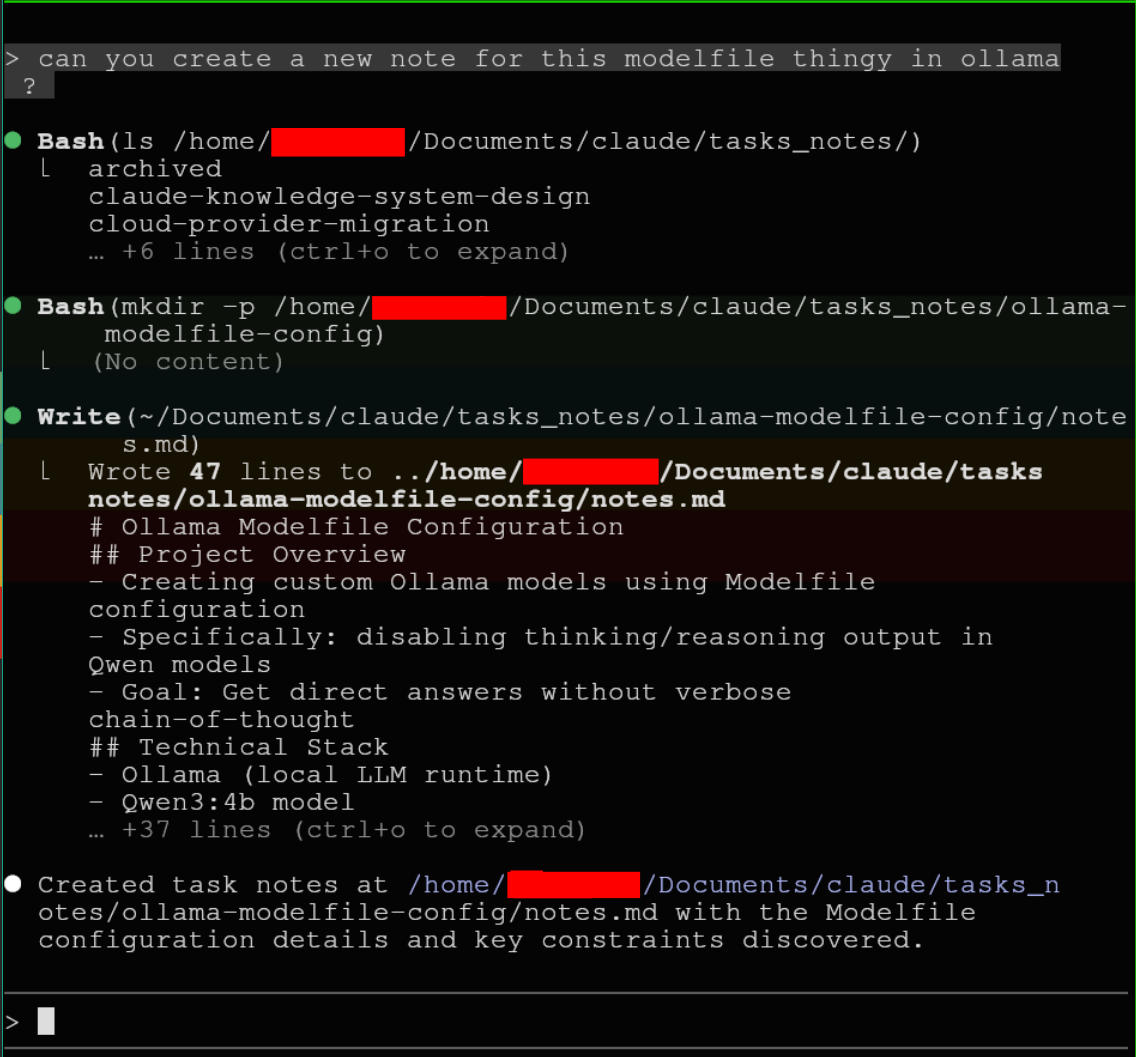 > can you create a new note for this modelfile thingy in ollama
?
● Bash(ls /home/ /Documents/claude/tasks_notes/)
⎿ archived
claude-knowledge-system-design
cloud-provider-migration
… +6 lines (ctrl+o to expand)
● Bash(mkdir -p /home/ /Documents/claude/tasks_notes/ollama-
modelfile-config)
⎿ (No content)
● Write(~/Documents/claude/tasks_notes/ollama-modelfile-config/note
s.md)
⎿ Wrote 47 lines to ../home/ /Documents/claude/tasks
notes/ollama-modelfile-config/notes.md
# Ollama Modelfile Configuration
## Project Overview
- Creating custom Ollama models using Modelfile
configuration
- Specifically: disabling thinking/reasoning output in
Qwen models
- Goal: Get direct answers without verbose
chain-of-thought
## Technical Stack
- Ollama (local LLM runtime)
- Qwen3:4b model
… +37 lines (ctrl+o to expand)
● Created task notes at /home/ /Documents/claude/tasks_n
otes/ollama-modelfile-config/notes.md with the Modelfile
configuration details and key constraints discovered.
>